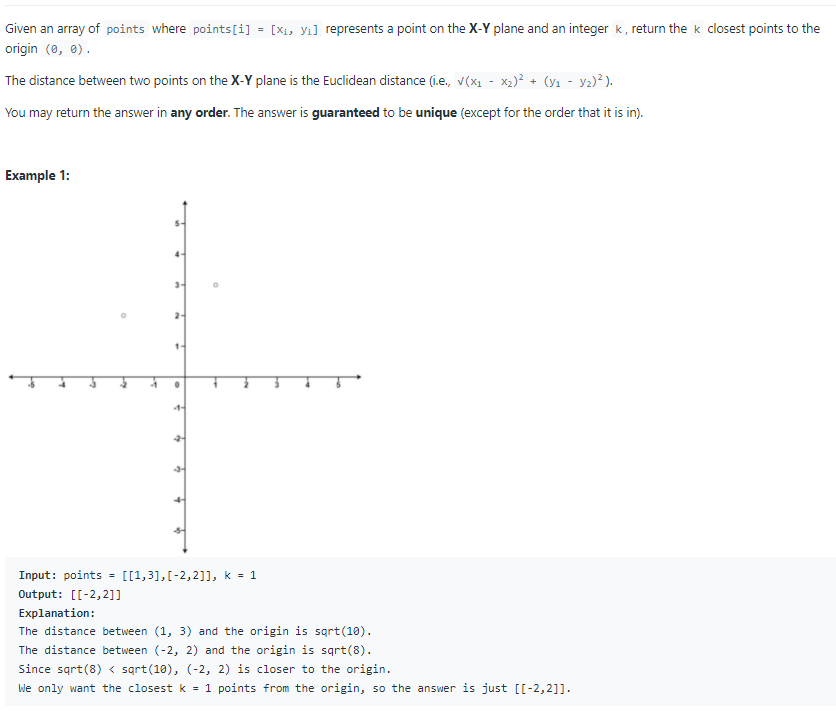 Given an array of points where points[i] = [xᵢ, yᵢ] represents a point on the X-Y plane and an integer k, return the k closest points to the
origin (0, 0).
The distance between two points on the X-Y plane is the Euclidean distance (i.e., √(x₁ - x₂)² + (y₁ - y₂)²).
You may return the answer in any order. The answer is guaranteed to be unique (except for the order that it is in).
Example 1:
5
4
3
2
1
-5 -4 -3 -2 -1 0 1 2 3 4 5
-1
-2
-3
-4
-5
Input: points = [[1,3],[-2,2]], k = 1
Output: [[-2,2]]
Explanation:
The distance between (1, 3) and the origin is sqrt(10).
The distance between (-2, 2) and the origin is sqrt(8).
Since sqrt(8) < sqrt(10), (-2, 2) is closer to the origin.
We only want the closest k = 1 points from the origin, so the answer is just [[-2,2]].